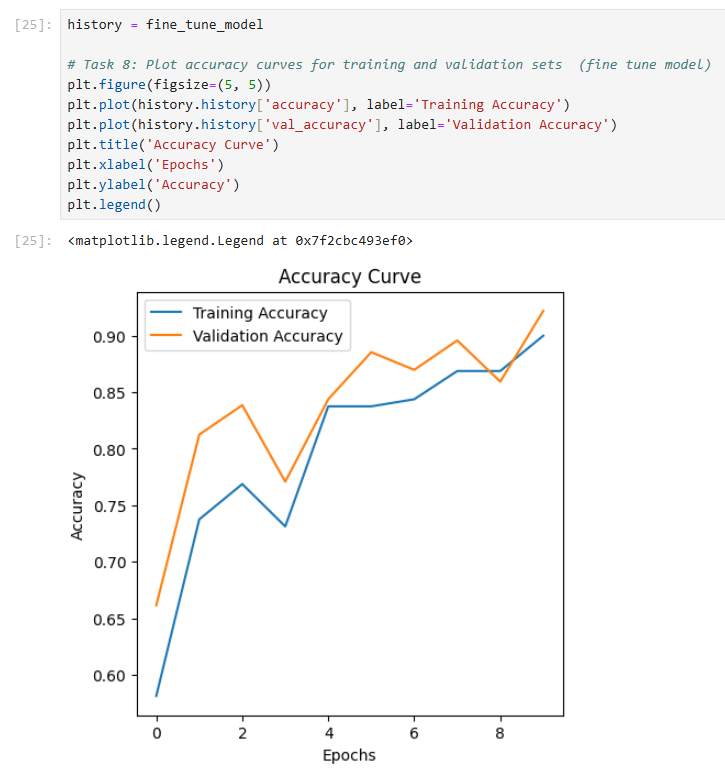 [25]: history = fine_tune_model
# Task 8: Plot accuracy curves for training and validation sets  (fine tune model)
plt.figure(figsize=(5, 5))
plt.plot(history.history['accuracy'], label='Training Accuracy')
plt.plot(history.history['val_accuracy'], label='Validation Accuracy')
plt.title('Accuracy Curve')
plt.xlabel('Epochs')
plt.ylabel('Accuracy')
plt.legend()
[25]: <matplotlib.legend.Legend at 0x7f2cbc493ef0>
Accuracy Curve
Training Accuracy
Validation Accuracy
0.90
0.85
0.80
0.75
0.70
0.65
0.60
Accuracy
0 2 4 6 8
Epochs